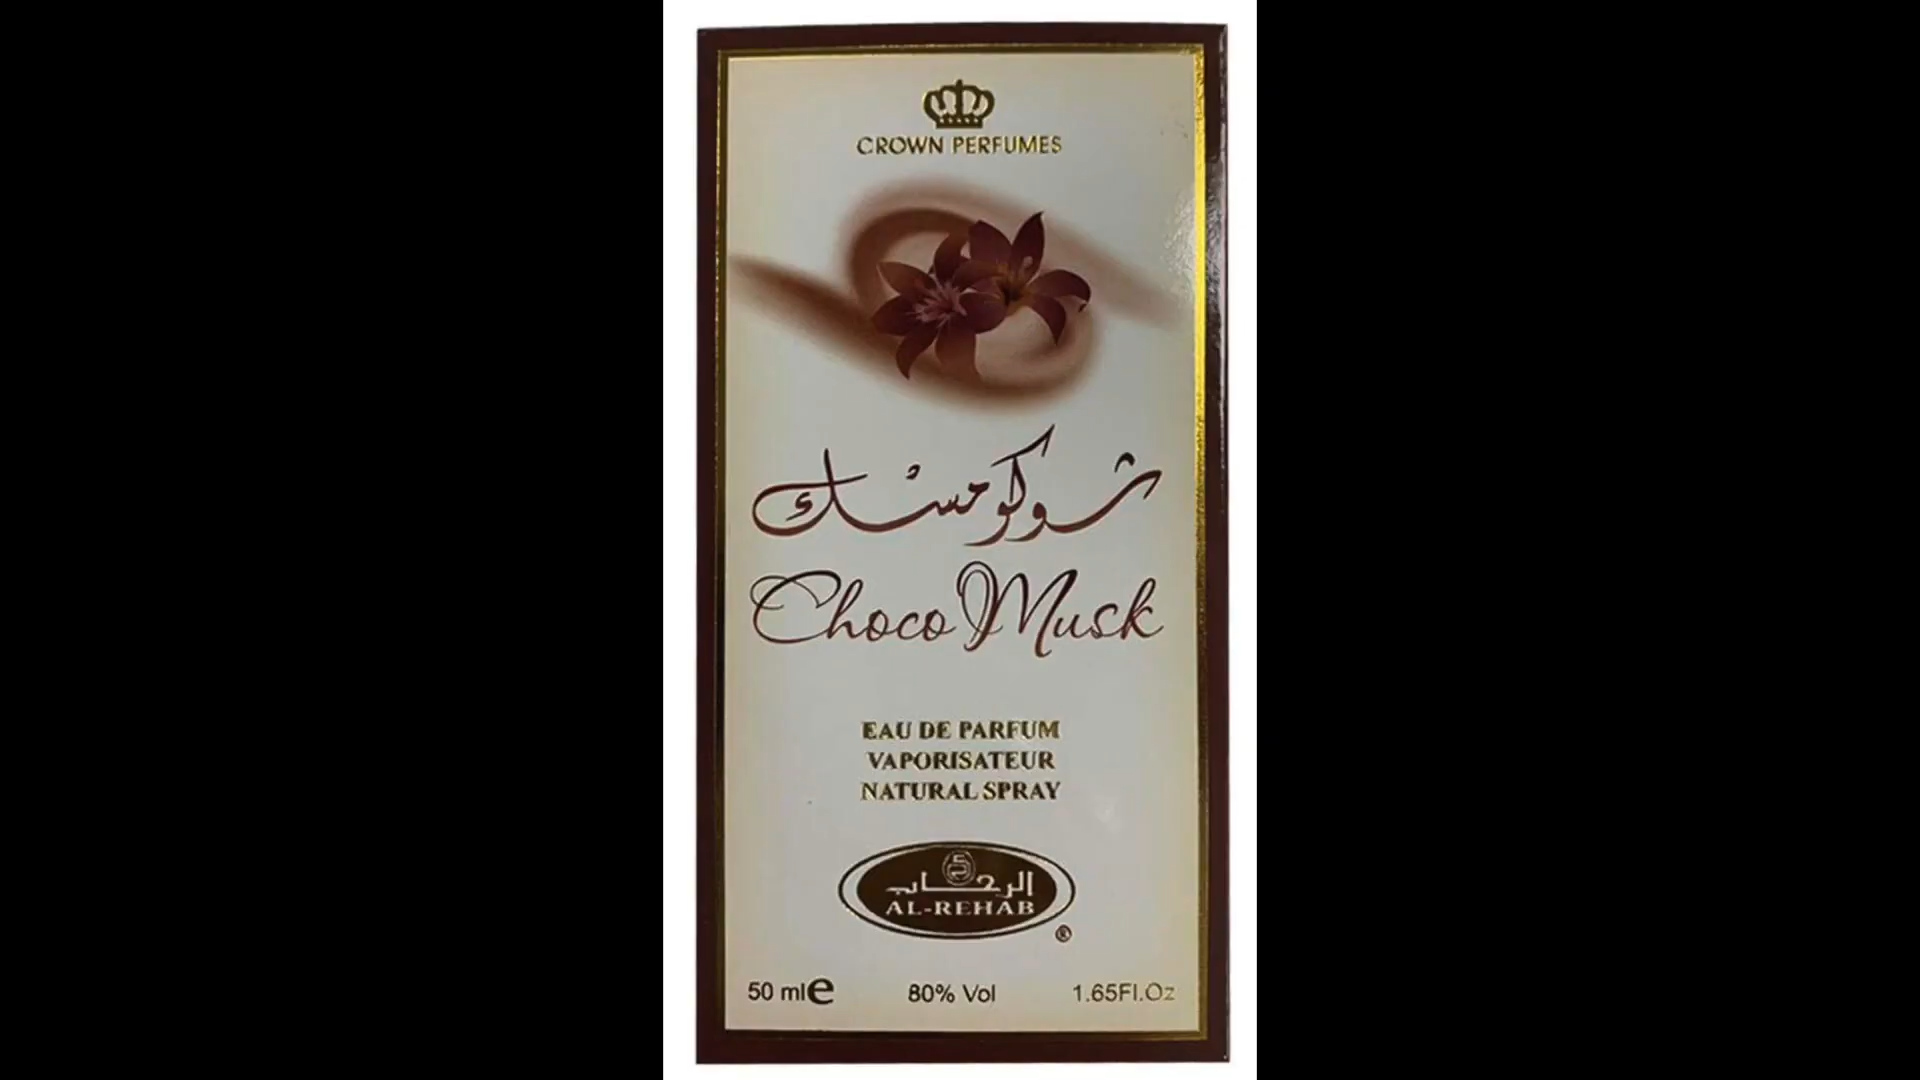 CROWN PERFUMES
شوكو مسك
Choco Musk
EAU DE PARFUM
VAPORISATEUR
NATURAL SPRAY
الرحاب
AL-REHAB
®
50 ml e 80% Vol 1.65Fl.Oz